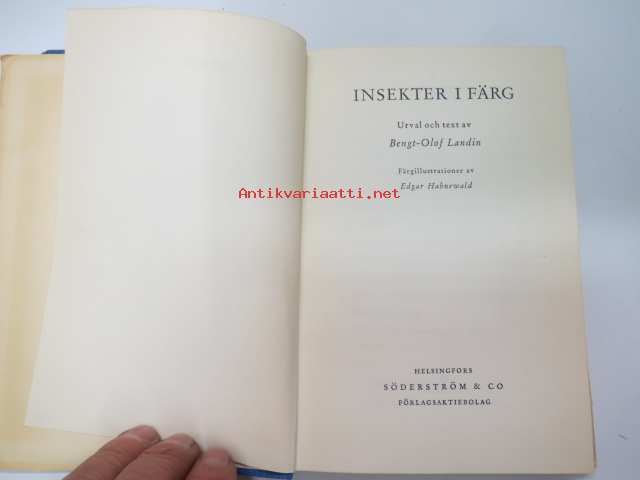 INSEKTER I FÄRG
Urval och text av
Bengt-Olof Landin
Färgillustrationer av
Edgar Hahnewald
Antikvariaatti.net
HELSINGFORS
SÖDERSTRÖM & CO
FÖRLAGSAKTIEBOLAG